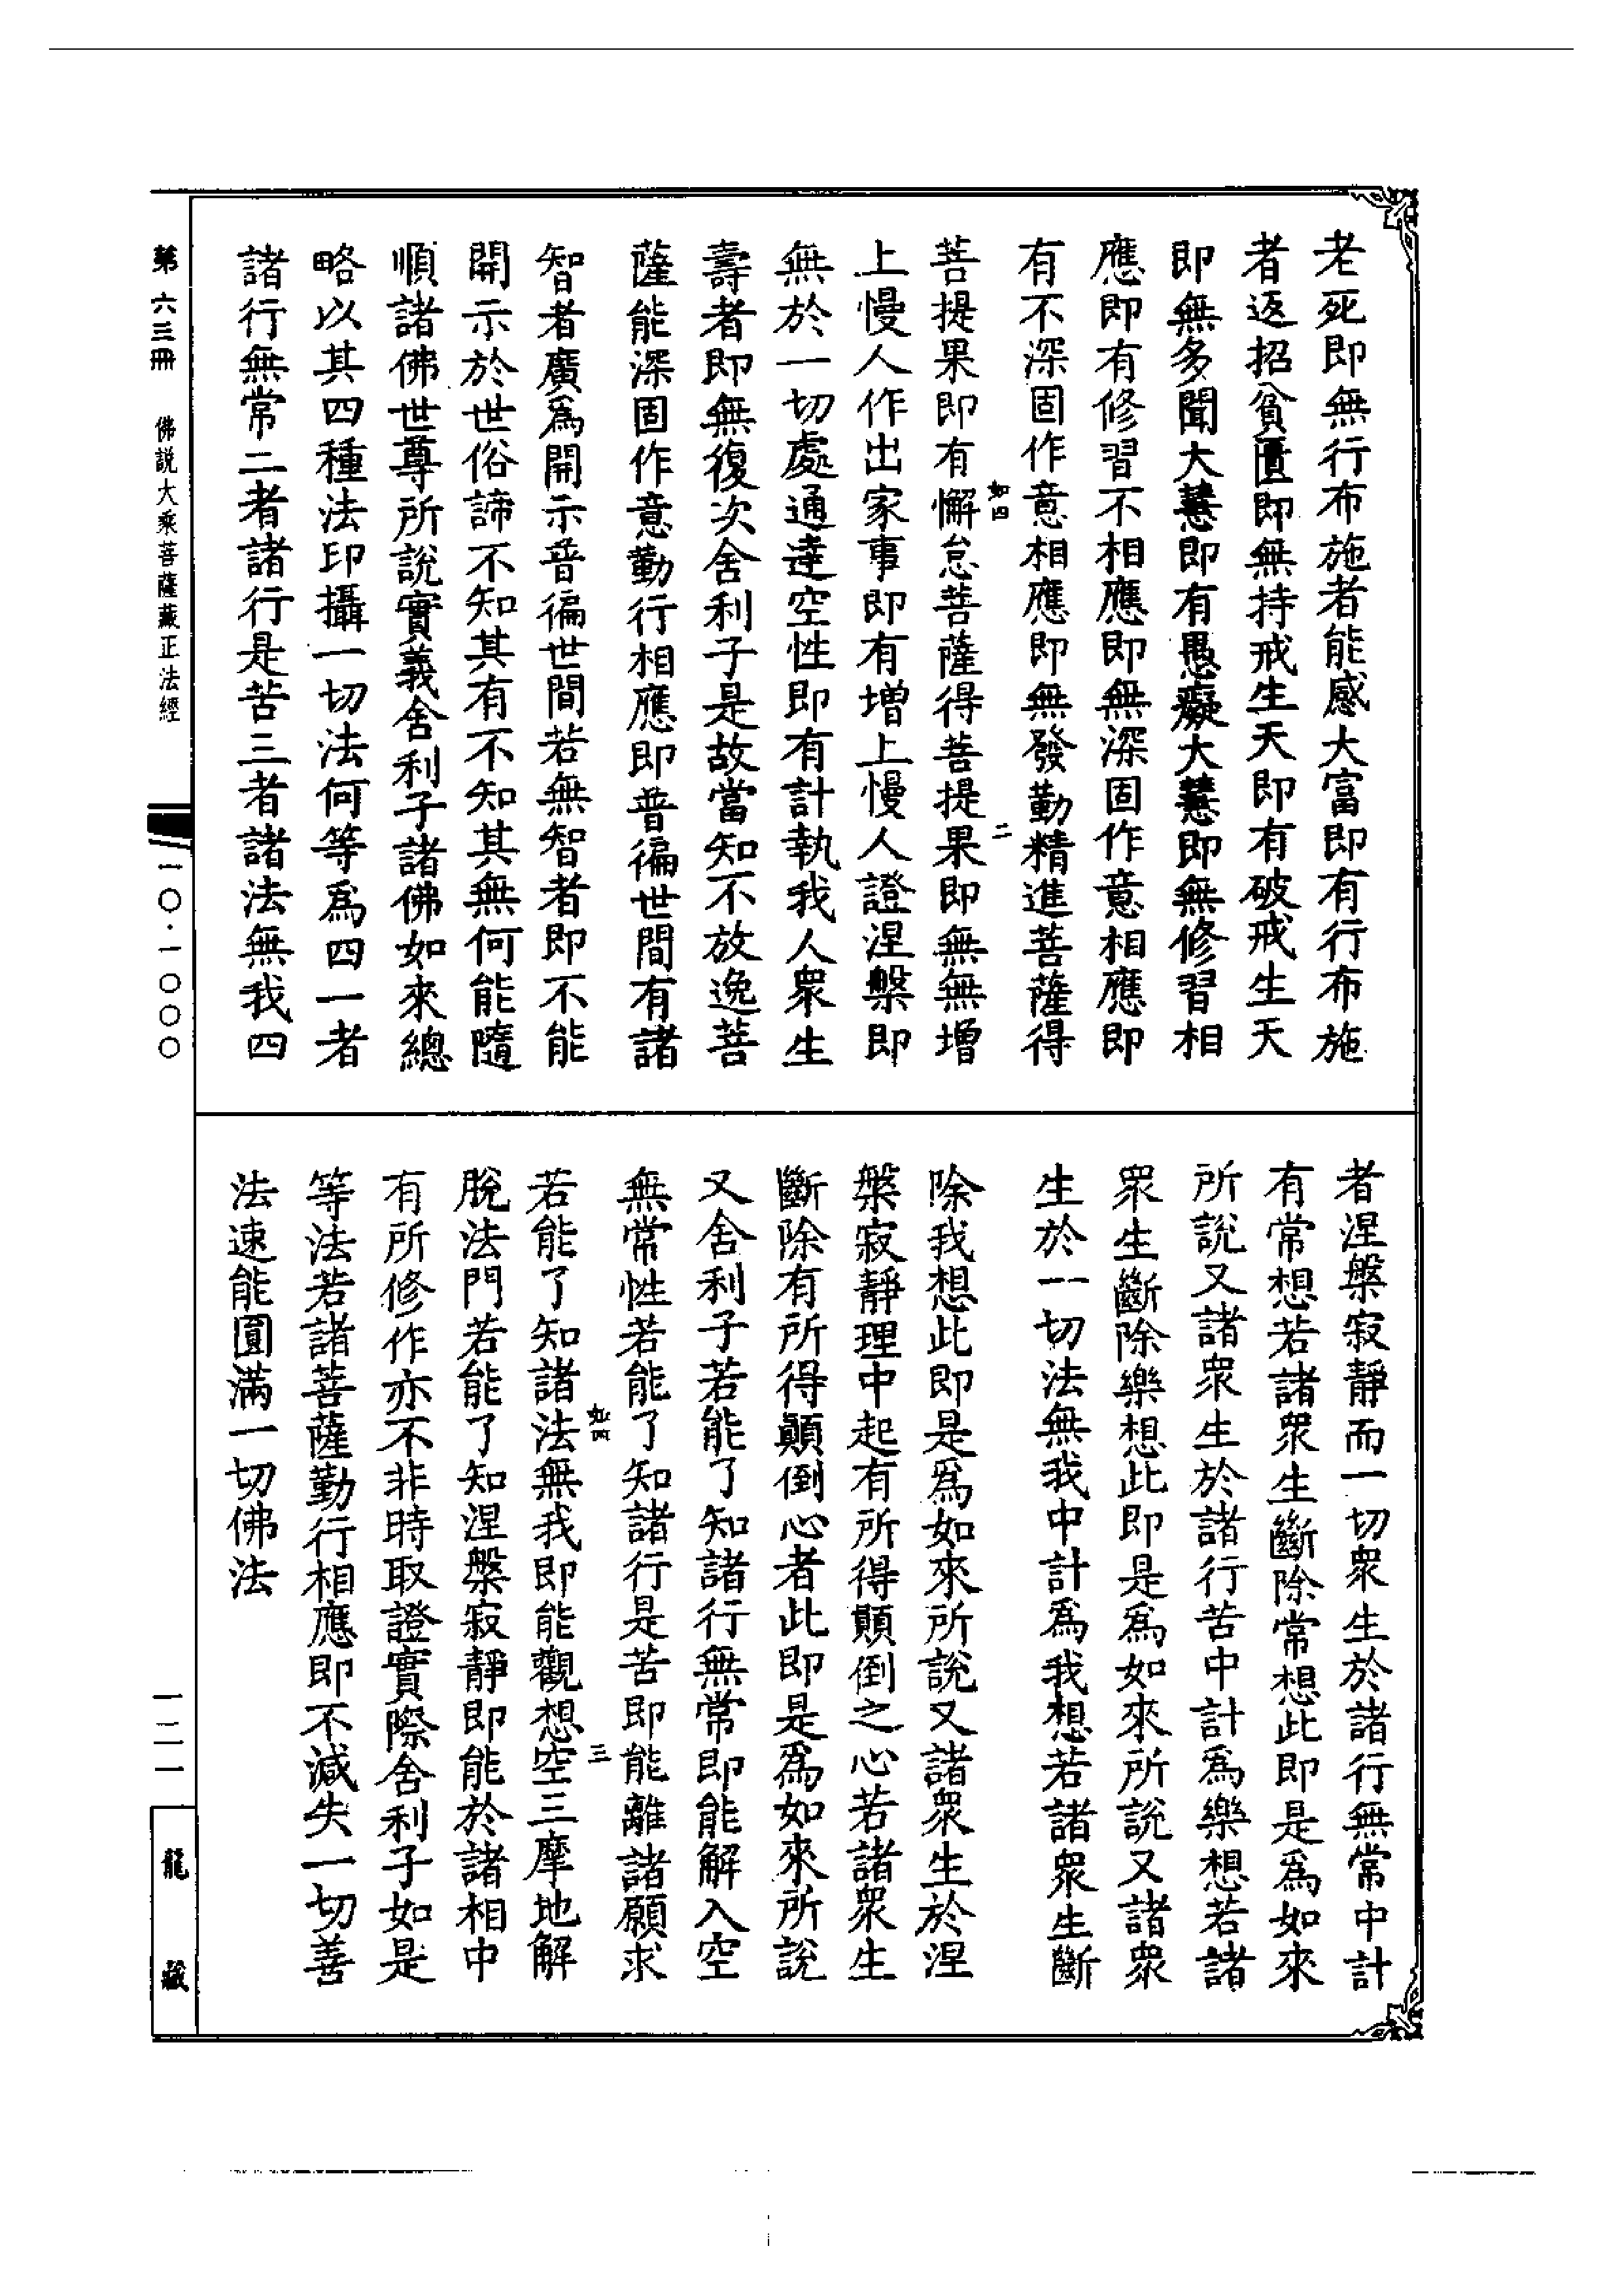 老死即無行布施者能感大富即有行布施
者返招貧匱即無持戒生天即有破戒生天
即無多聞大慧即有愚癡大慧即無修習相
應即有修習不相應即無深固作意相應即
有不深固作意相應即無發勤精進菩薩得
如四
二
菩提果即有懈怠菩薩得菩提果即無無增
上慢人作出家事即有增上慢人證涅槃即
無於一切處通達空性即有計執我人眾生
壽者即無復次舍利子是故當知不放逸菩
薩能深固作意勤行相應即普徧世間有諸
智者廣為開示普徧世間若無智者即不能
開示於世俗諦不知其有不知其無何能隨
順諸佛世尊所說實義舍利子諸佛如來總
略以其四種法印攝一切法何等為四一者
諸行無常二者諸行是苦三者諸法無我四
者涅槃寂靜而一切眾生於諸行無常中計
有常想若諸眾生斷除常想此即是為如來
所說又諸眾生於諸行苦中計為樂想若諸
眾生斷除樂想此即是為如來所說又諸眾
生於一切法無我中計為我想若諸眾生斷
除我想此即是為如來所說又諸眾生於涅
槃寂靜理中起有所得顛倒之心若諸眾生
斷除有所得顛倒心者此即是為如來所說
又舍利子若能了知諸行無常即能解入空
無常性若能了知諸行是苦即能離諸願求
如四
三
若能了知諸法無我即能觀想空三摩地解
脫法門若能了知涅槃寂靜即能於諸相中
有所修作亦不非時取證實際舍利子如是
等法若諸菩薩勤行相應即不減失一切善
法速能圓滿一切佛法
第六三冊 佛說大乘菩薩藏正法經
一〇·一〇〇〇
一二一
龍藏